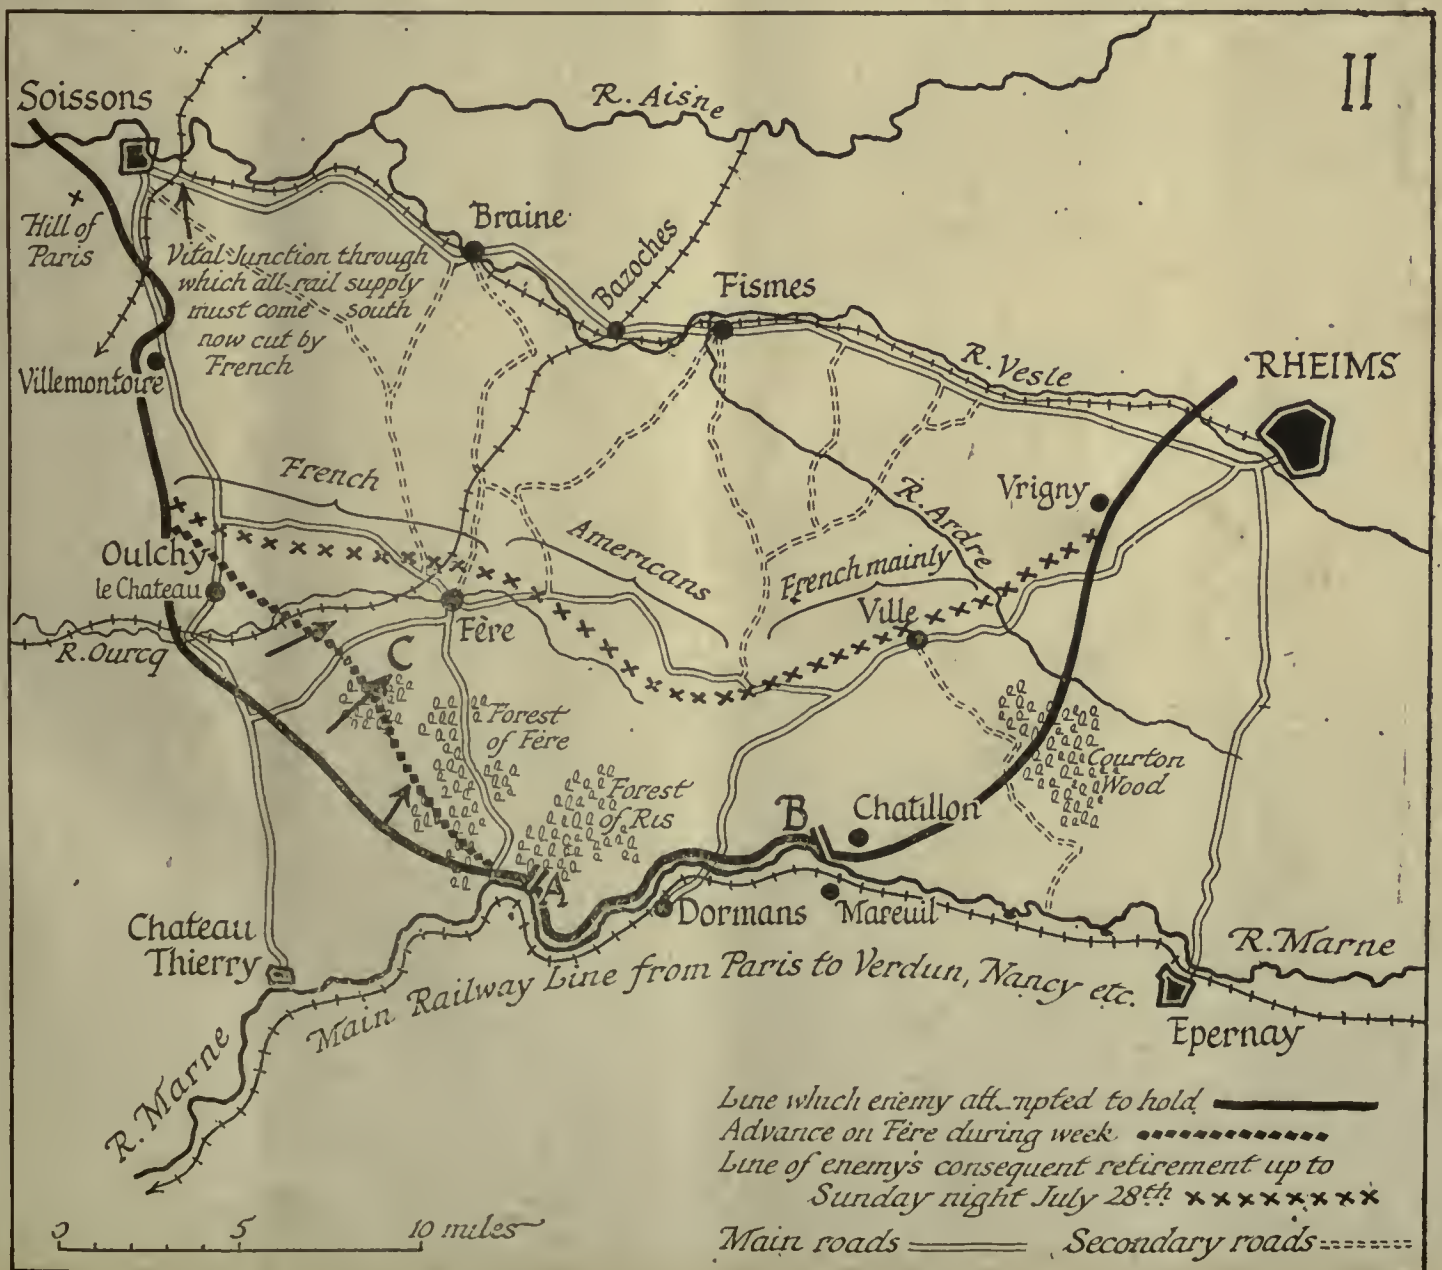 II
Soissons
R. Aisne
Hill of
Paris
Vital Junction through
which all rail supply
must come south
now cut by
French
Braine
Bazoches
Fismes
R. Vesle
RHEIMS
Villemontoire
French
Americans
French mainly
R. Ardre
Vrigny
Oulchy
le Chateau
R. Ourcq
Fère
Ville
C
Forest
of Fère
Forest
of Ris
Courton
Wood
B
Chatillon
A
Dormans
Mareuil
Chateau
Thierry
R. Marne
Epernay
Main Railway Line from Paris to Verdun, Nancy etc.
R. Marne
Line which enemy attempted to hold
Advance on Fère during week
Line of enemy's consequent retirement up to
Sunday night July 28th
Main roads
Secondary roads
0 5 10 miles